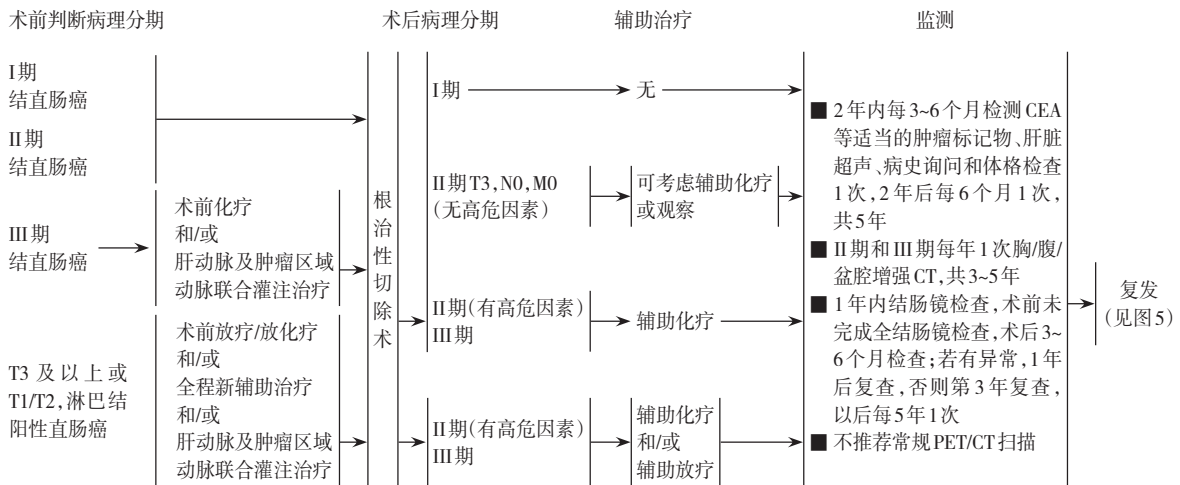 术前判断病理分期
术后病理分期
辅助治疗
监测
I期
结直肠癌
II期
结直肠癌
III期
结直肠癌
T3及以上或
T1/T2,淋巴结
阳性直肠癌
术前化疗
和/或
肝动脉及肿瘤区域
动脉联合灌注治疗
术前放疗/放化疗
和/或
全程新辅助治疗
和/或
肝动脉及肿瘤区域
动脉联合灌注治疗
根
治
性
切
除
术
I期
II期T3,N0,M0
(无高危因素)
II期(有高危因素)
III期
II期(有高危因素)
III期
无
可考虑辅助化疗
或观察
辅助化疗
辅助化疗
和/或
辅助放疗
■ 2年内每3~6个月检测CEA
等适当的肿瘤标记物、肝脏
超声、病史询问和体格检查
1次,2年后每6个月1次,
共5年
■ II期和III期每年1次胸/腹/
盆腔增强CT,共3~5年
■ 1年内结肠镜检查,术前未
完成全结肠镜检查,术后3~
6个月检查;若有异常,1年
后复查,否则第3年复查,
以后每5年1次
■ 不推荐常规PET/CT扫描
复发
(见图5)